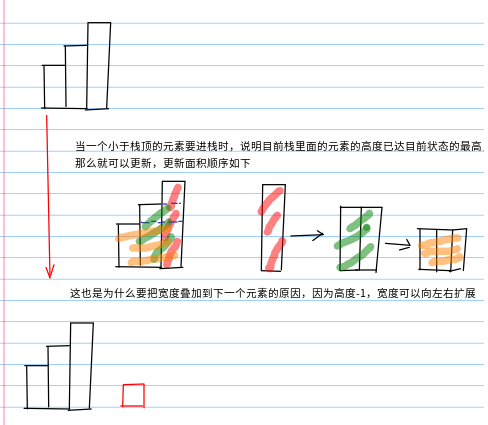 当一个小于栈顶的元素要进栈时，说明目前栈里面的元素的高度已达目前状态的最高
那么就可以更新，更新面积顺序如下
这也是为什么要把宽度叠加到下一个元素的原因，因为高度-1，宽度可以向左右扩展